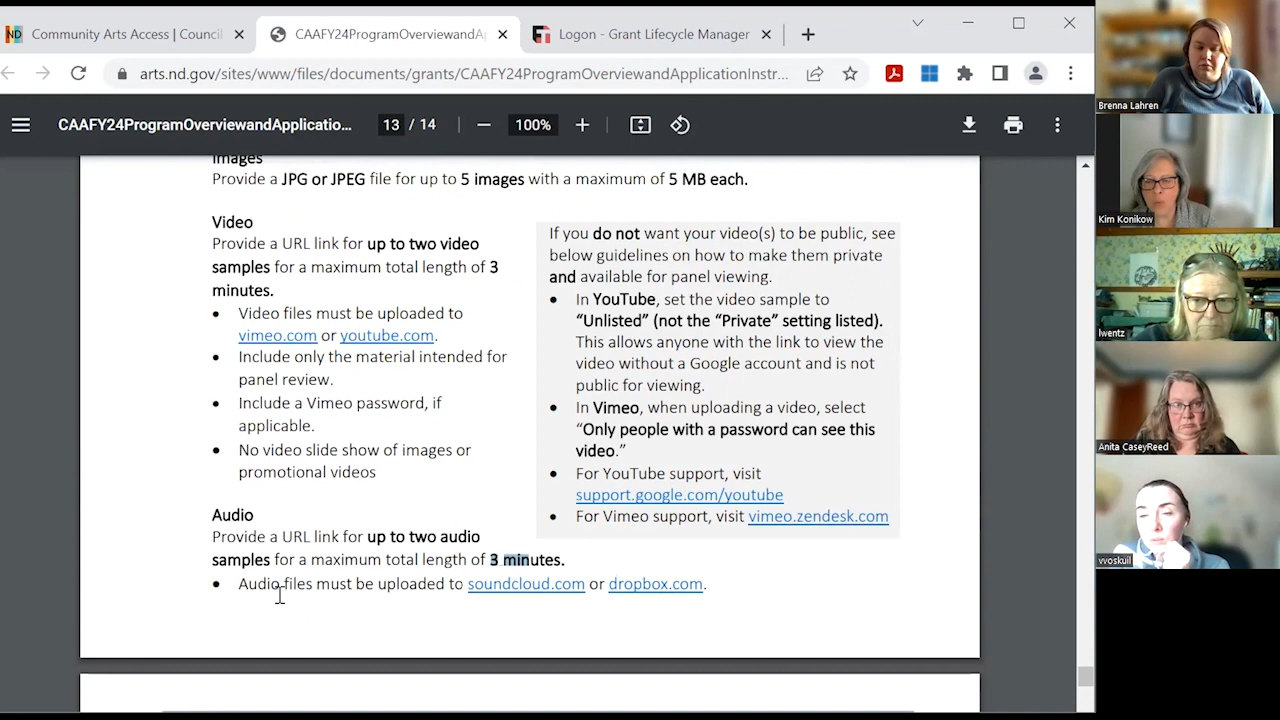 Community Arts Access | Counci
CAAFY24ProgramOverviewandAp
Logon - Grant Lifecycle Manager
arts.nd.gov/sites/www/files/documents/grants/CAAFY24ProgramOverviewandApplicationInstr...
CAAFY24ProgramOverviewandApplicatio...
13 / 14
100%
Images
Provide a JPG or JPEG file for up to 5 images with a maximum of 5 MB each.
Video
Provide a URL link for up to two video
samples for a maximum total length of 3
minutes.
• Video files must be uploaded to
vimeo.com or youtube.com.
• Include only the material intended for
panel review.
• Include a Vimeo password, if
applicable.
• No video slide show of images or
promotional videos
If you do not want your video(s) to be public, see
below guidelines on how to make them private
and available for panel viewing.
• In YouTube, set the video sample to
“Unlisted” (not the “Private” setting listed).
This allows anyone with the link to view the
video without a Google account and is not
public for viewing.
• In Vimeo, when uploading a video, select
“Only people with a password can see this
video.”
• For YouTube support, visit
support.google.com/youtube
• For Vimeo support, visit vimeo.zendesk.com
Audio
Provide a URL link for up to two audio
samples for a maximum total length of 3 minutes.
• Audio files must be uploaded to soundcloud.com or dropbox.com.
Brenna Lahren
Kim Konikow
lwentz
Anita CaseyReed
vvoskuil